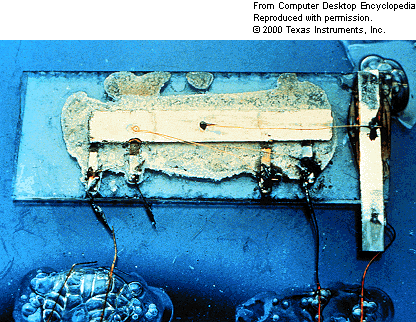 From Computer Desktop Encyclopedia
Reproduced with permission.
© 2000 Texas Instruments, Inc.